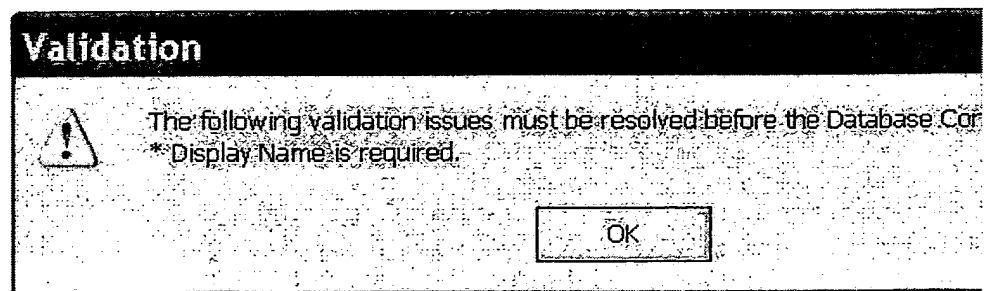 Validation
The following validation issues must be resolved before the Database Cor
* Display Name is required.
OK